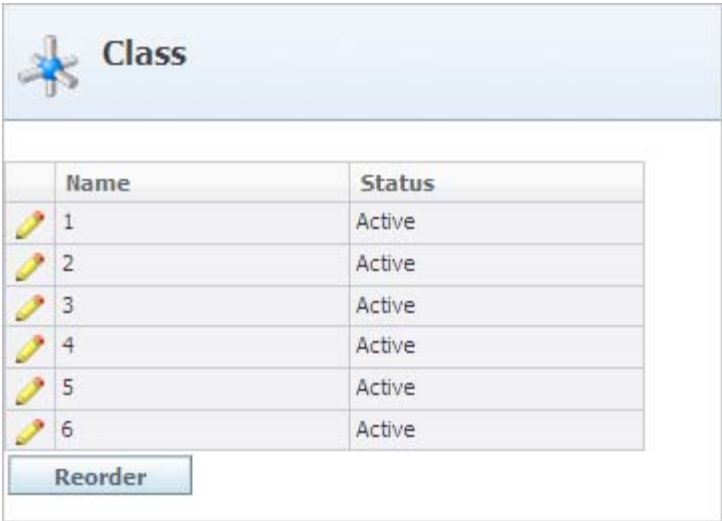 Class
Name Status
1 Active
2 Active
3 Active
4 Active
5 Active
6 Active
Reorder